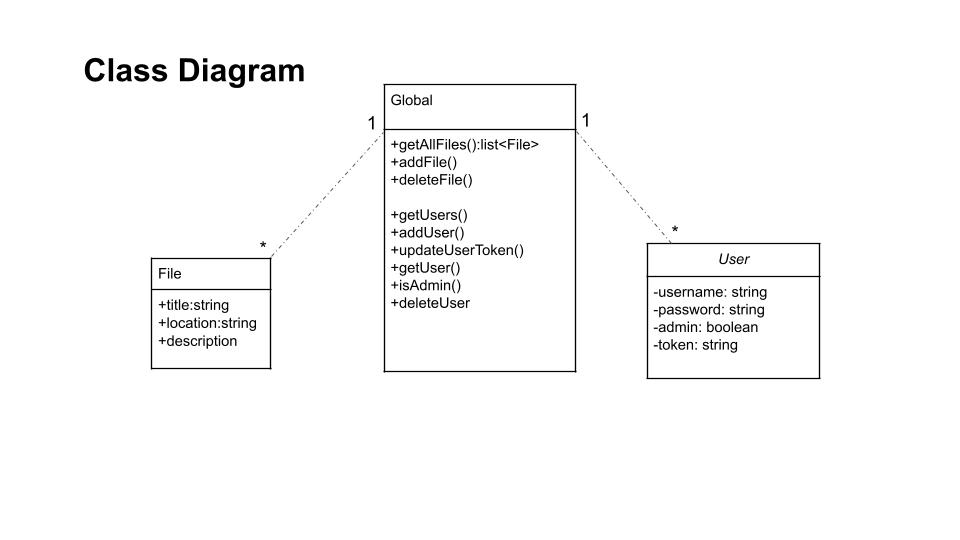 Class Diagram
Global
1
1
+getAllFiles():list<File>
+addFile()
+deleteFile()
+getUsers()
+addUser()
+updateUserToken()
+getUser()
+isAdmin()
+deleteUser
*
File
+title:string
+location:string
+description
*
User
-username: string
-password: string
-admin: boolean
-token: string